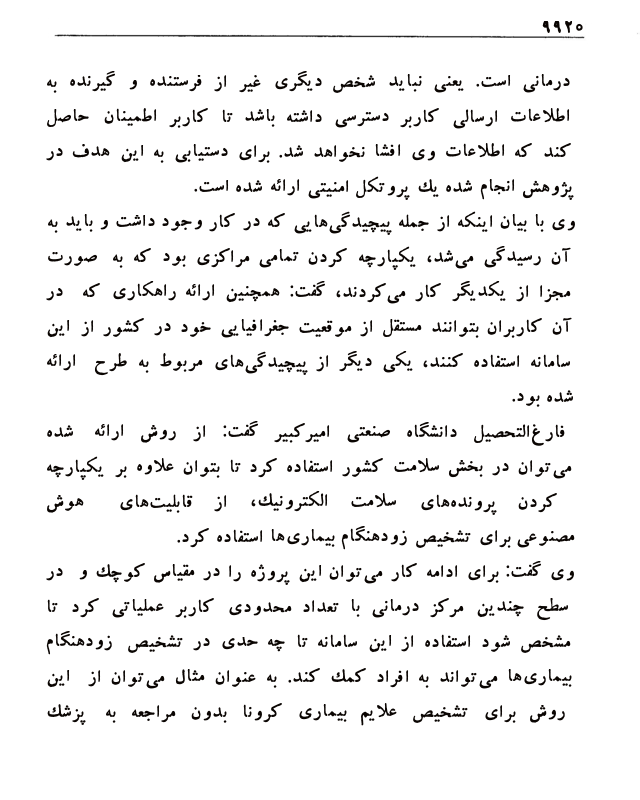 ۹۹۲۵
درمانی است. یعنی نباید شخص دیگری غیر از فرستنده و گیرنده به
اطلاعات ارسالی کاربر دسترسی داشته باشد تا کاربر اطمینان حاصل
کند که اطلاعات وی افشا نخواهد شد. برای دستیابی به این هدف در
پژوهش انجام شده یك پروتکل امنیتی ارائه شده است.
وی با بیان اینکه از جمله پیچیدگی‌هایی که در کار وجود داشت و باید به
آن رسیدگی می‌شد، یکپارچه کردن تمامی مراکزی بود که به صورت
مجزا از یکدیگر کار می‌کردند، گفت: همچنین ارائه راهکاری که در
آن کاربران بتوانند مستقل از موقعیت جغرافیایی خود در کشور از این
سامانه استفاده کنند، یکی دیگر از پیچیدگی‌های مربوط به طرح ارائه
شده بود.
فارغ‌التحصیل دانشگاه صنعتی امیرکبیر گفت: از روش ارائه شده
می‌توان در بخش سلامت کشور استفاده کرد تا بتوان علاوه بر یکپارچه
کردن پرونده‌های سلامت الکترونیك، از قابلیت‌های هوش
مصنوعی برای تشخیص زودهنگام بیماری‌ها استفاده کرد.
وی گفت: برای ادامه کار می‌توان این پروژه را در مقیاس کوچك و در
سطح چندین مرکز درمانی با تعداد محدودی کاربر عملیاتی کرد تا
مشخص شود استفاده از این سامانه تا چه حدی در تشخیص زودهنگام
بیماری‌ها می‌تواند به افراد کمك کند. به عنوان مثال می‌توان از این
روش برای تشخیص علایم بیماری کرونا بدون مراجعه به پزشك